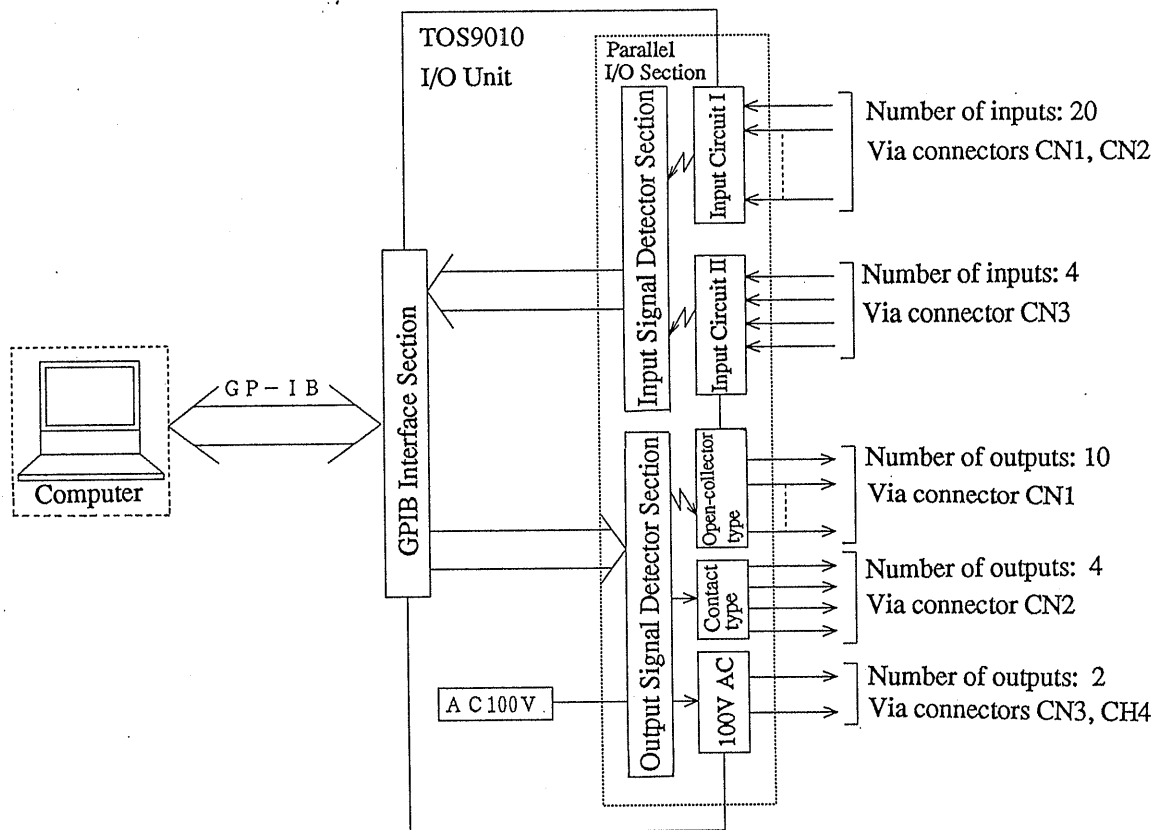 TOS9010
I/O Unit
Parallel
I/O Section
Input Signal Detector Section
Input Circuit I
Number of inputs: 20
Via connectors CN1, CN2
Input Circuit II
Number of inputs: 4
Via connector CN3
GPIB Interface Section
GP-IB
Computer
Output Signal Detector Section
Open-collector
type
Number of outputs: 10
Via connector CN1
Contact
type
Number of outputs: 4
Via connector CN2
AC100V
100V AC
Number of outputs: 2
Via connectors CN3, CH4